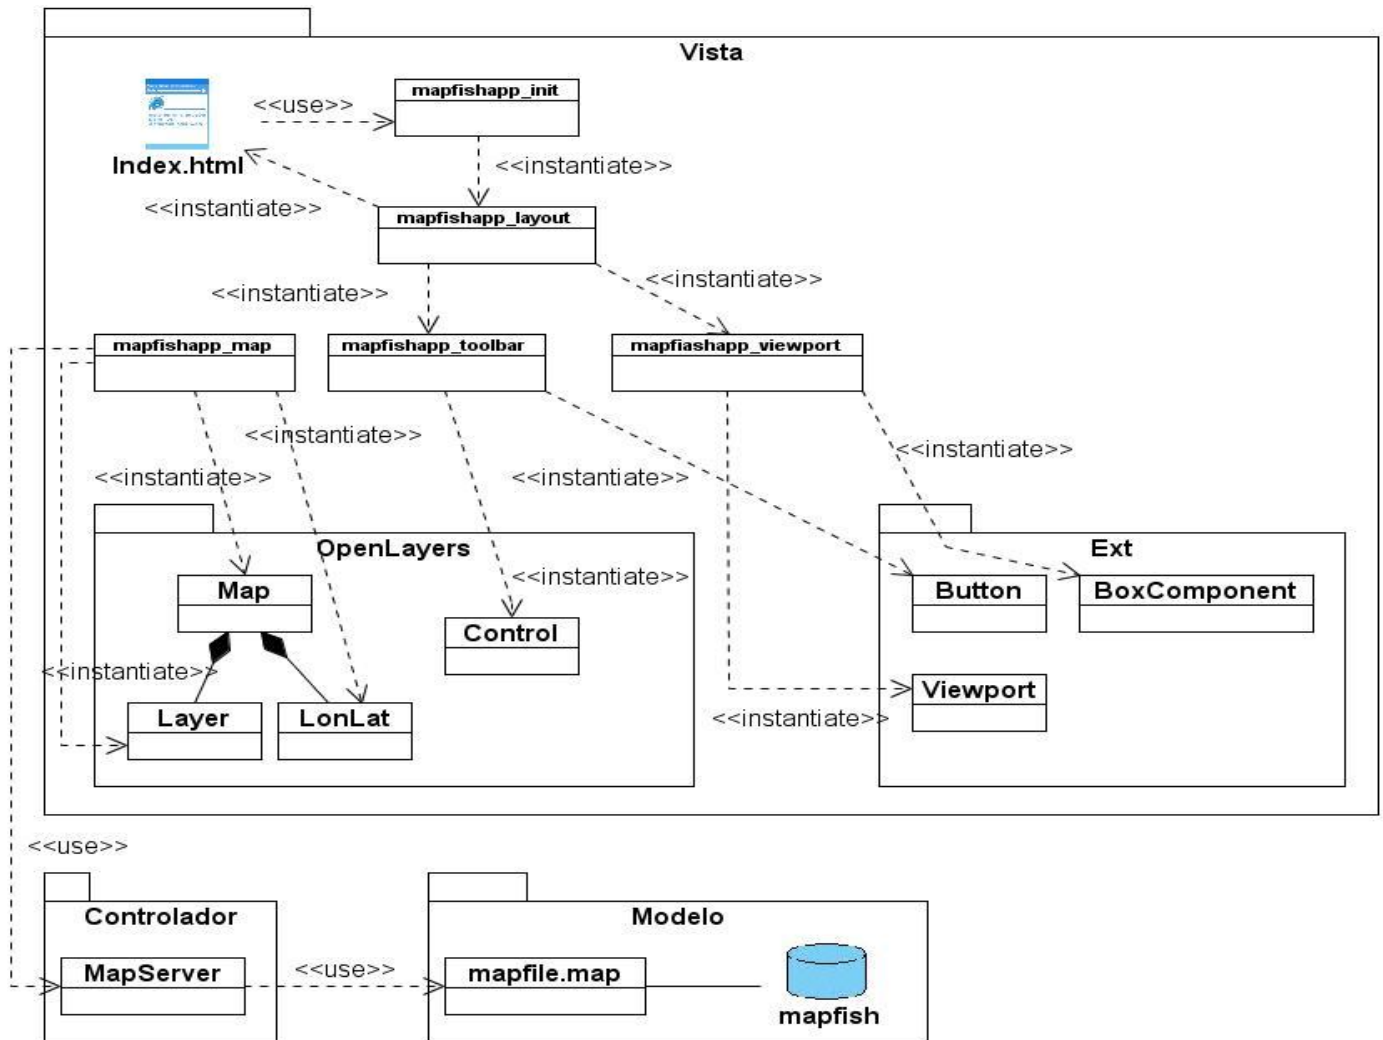 Vista
mapfishapp_init
<<use>>
Index.html
<<instantiate>>
<<instantiate>>
mapfishapp_layout
<<instantiate>>
<<instantiate>>
mapfishapp_map
mapfishapp_toolbar
mapfiashapp_viewport
<<instantiate>>
<<instantiate>>
<<instantiate>>
<<instantiate>>
OpenLayers
Ext
Map
<<instantiate>>
Button
BoxComponent
Control
<<instantiate>>
Layer
LonLat
Viewport
<<instantiate>>
<<use>>
Controlador
Modelo
MapServer
<<use>>
mapfile.map
mapfish